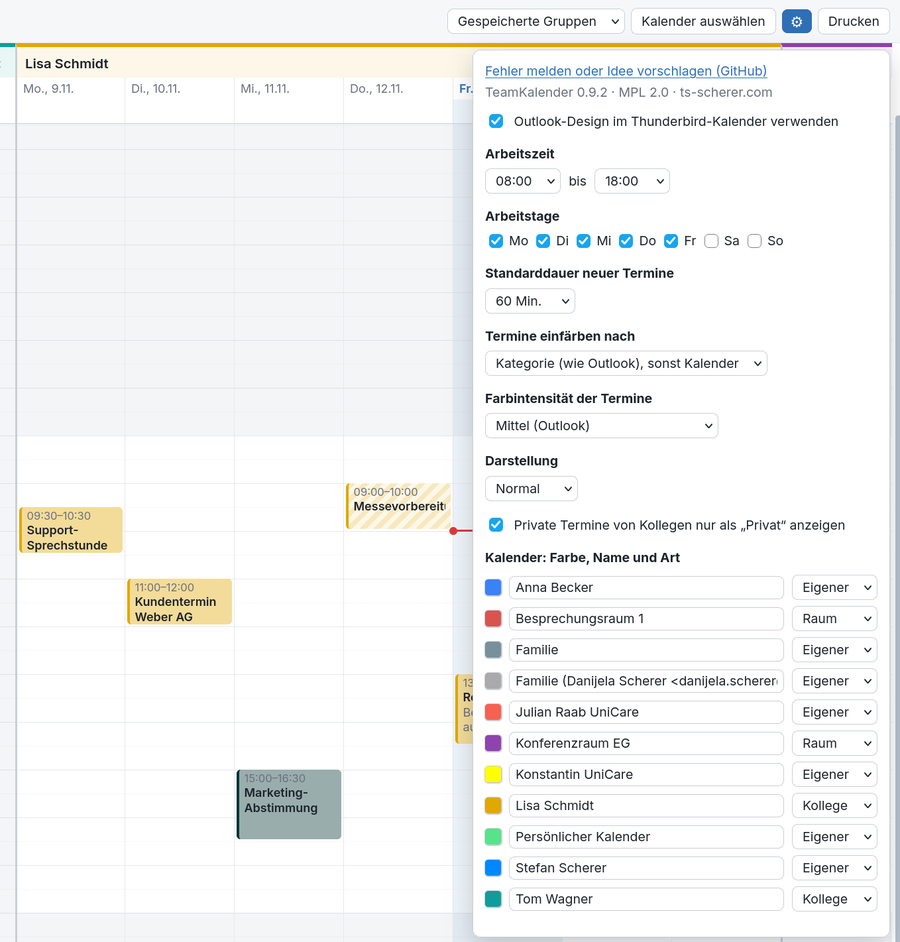 Gespeicherte Gruppen
Kalender auswählen
Drucken
Lisa Schmidt
Mo., 9.11.
Di., 10.11.
Mi., 11.11.
Do., 12.11.
Fr.
09:30–10:30
Support-
Sprechstunde
11:00–12:00
Kundentermin
Weber AG
15:00–16:30
Marketing-
Abstimmung
09:00–10:00
Messevorbereit
Fehler melden oder Idee vorschlagen (GitHub)
TeamKalender 0.9.2 · MPL 2.0 · ts-scherer.com
Outlook-Design im Thunderbird-Kalender verwenden
Arbeitszeit
08:00 bis 18:00
Arbeitstage
Mo Di Mi Do Fr Sa So
Standarddauer neuer Termine
60 Min.
Termine einfärben nach
Kategorie (wie Outlook), sonst Kalender
Farbintensität der Termine
Mittel (Outlook)
Darstellung
Normal
Private Termine von Kollegen nur als „Privat“ anzeigen
Kalender: Farbe, Name und Art
Anna Becker Eigener
Besprechungsraum 1 Raum
Familie Eigener
Familie (Danijela Scherer <danijela.scherer Eigener
Julian Raab UniCare Eigener
Konferenzraum EG Raum
Konstantin UniCare Eigener
Lisa Schmidt Kollege
Persönlicher Kalender Eigener
Stefan Scherer Eigener
Tom Wagner Kollege